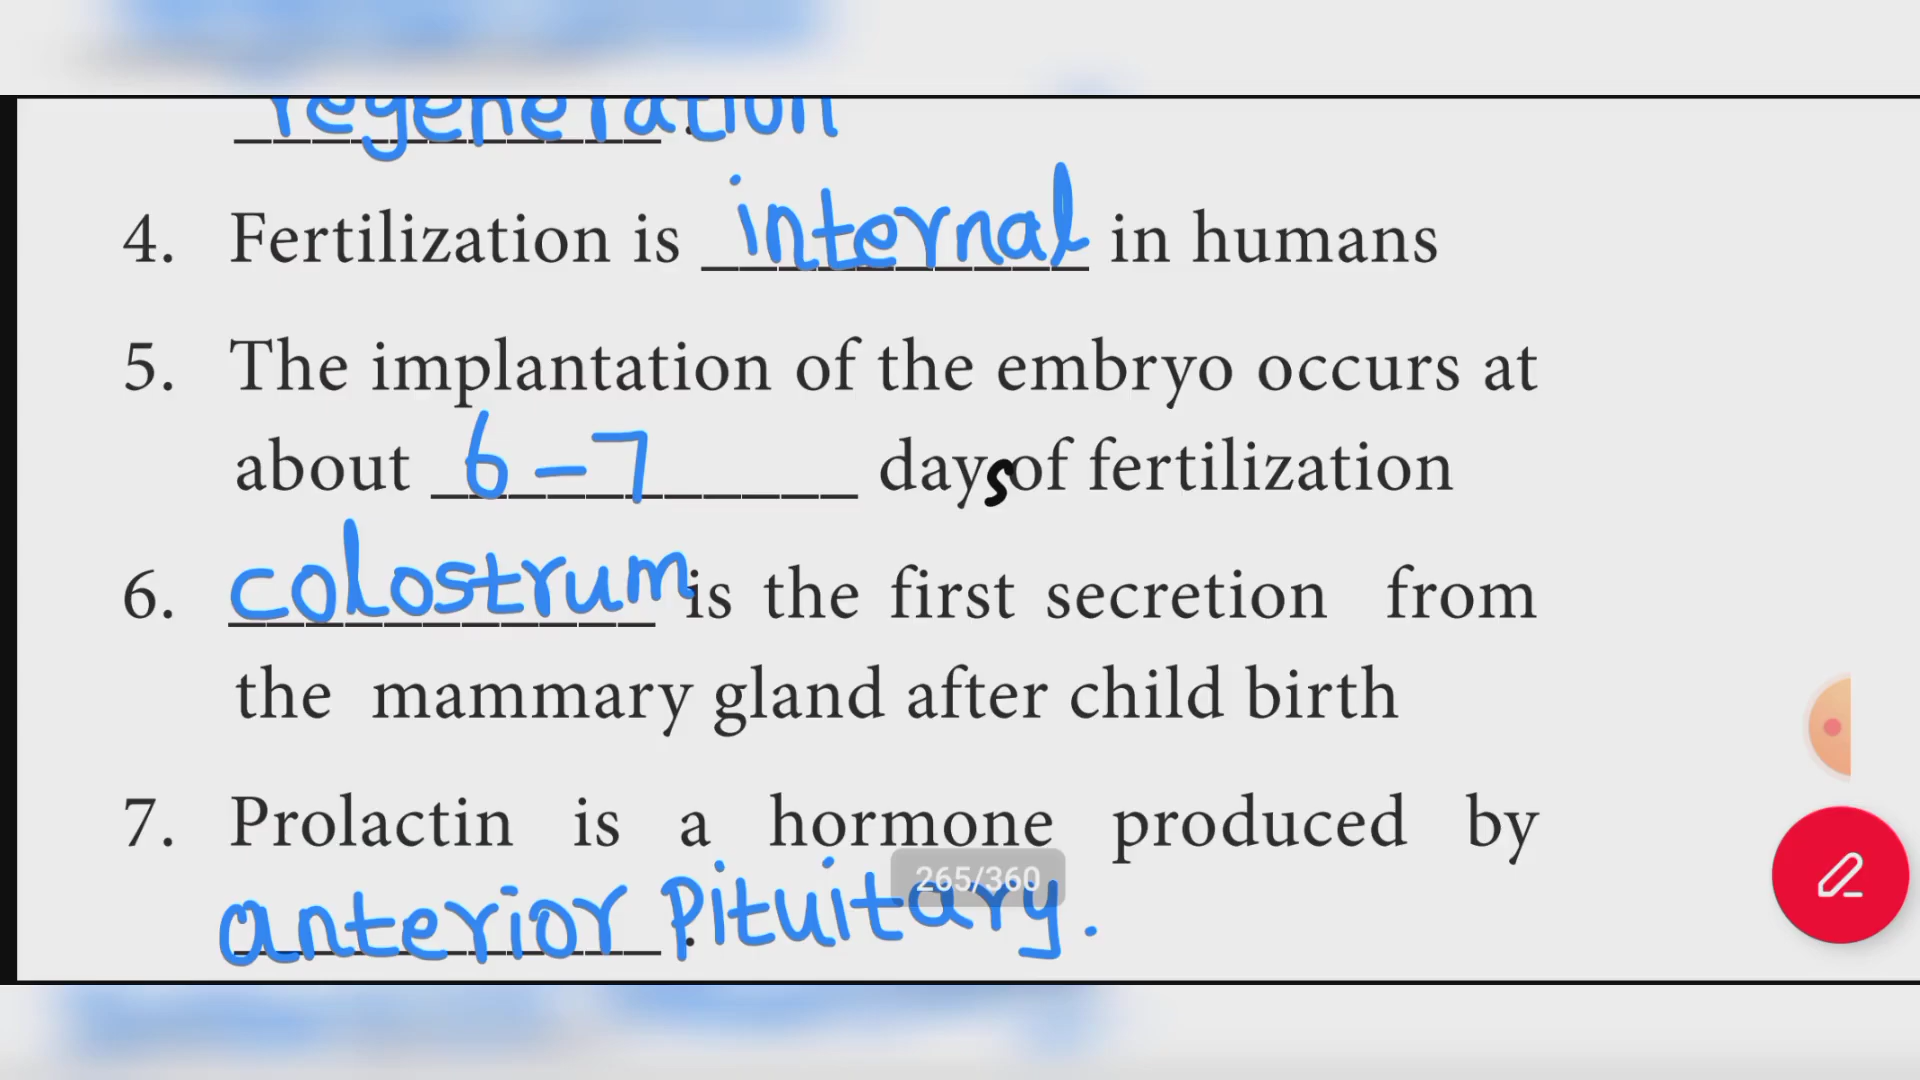 regeneration.
4. Fertilization is internal in humans
5. The implantation of the embryo occurs at
about 6-7 days of fertilization
6. colostrum is the first secretion from
the mammary gland after child birth
7. Prolactin is a hormone produced by
265/360
anterior Pituitary.